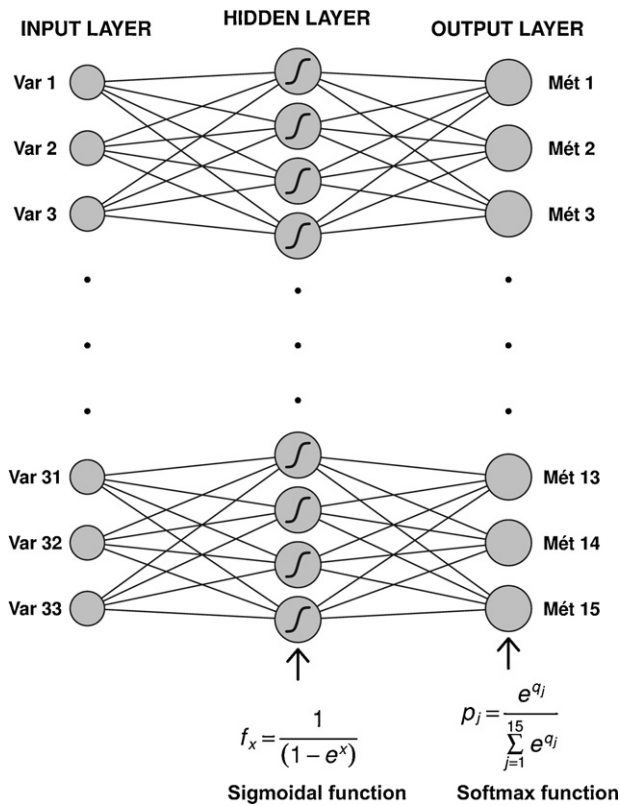 INPUT LAYER
HIDDEN LAYER
OUTPUT LAYER
Var 1
Mét 1
Var 2
Mét 2
Var 3
Mét 3
Var 31
Mét 13
Var 32
Mét 14
Var 33
Mét 15
f_x = 1 / (1 − e^x)
p_j = e^{q_j} / ∑_{j=1}^{15} e^{q_j}
Sigmoidal function
Softmax function